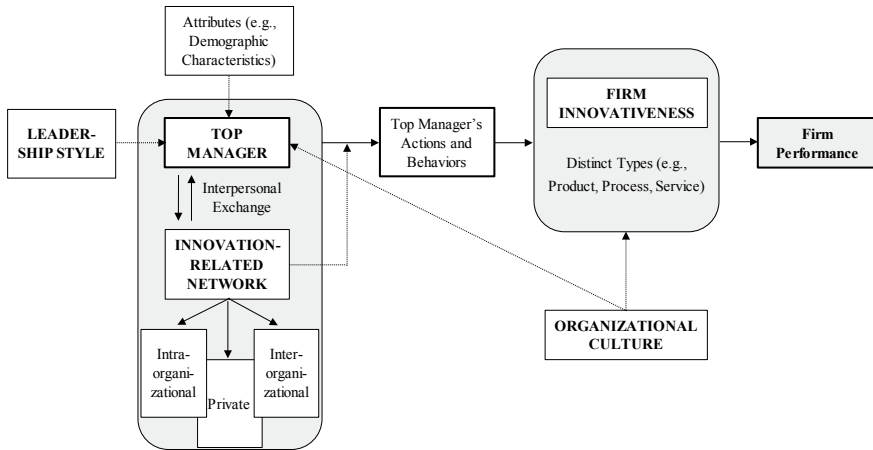 Attributes (e.g.,
Demographic
Characteristics)
LEADER-
SHIP STYLE
TOP
MANAGER
Interpersonal
Exchange
INNOVATION-
RELATED
NETWORK
Intra-
organi-
zational
Private
Inter-
organi-
zational
Top Manager’s
Actions and
Behaviors
FIRM
INNOVATIVENESS
Distinct Types (e.g.,
Product, Process, Service)
Firm
Performance
ORGANIZATIONAL
CULTURE